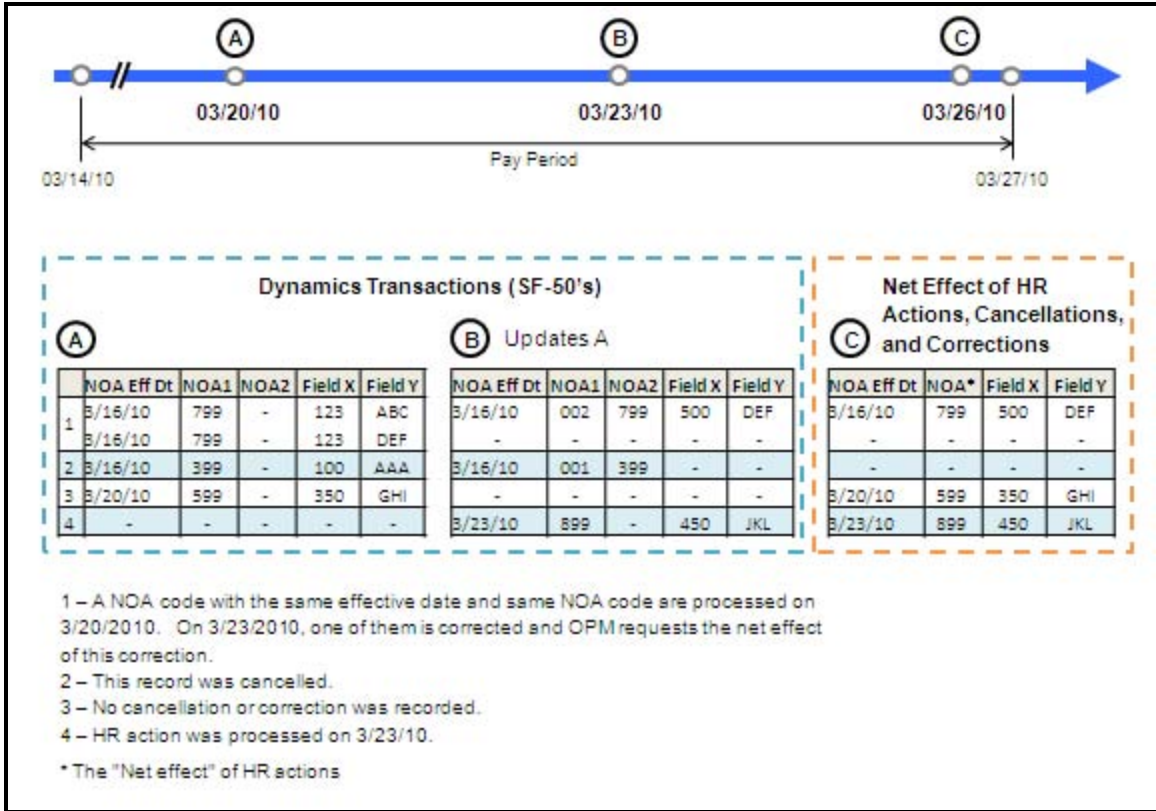 A B C
03/20/10 03/23/10 03/26/10
Pay Period
03/14/10 03/27/10
Dynamics Transactions (SF-50's)
A
NOA Eff Dt NOA1 NOA2 Field X Field Y
1 3/16/10 799 - 123 ABC
3/16/10 799 - 123 DEF
2 3/16/10 399 - 100 AAA
3 3/20/10 599 - 350 GHI
4 - - - - -
B Updates A
NOA Eff Dt NOA1 NOA2 Field X Field Y
3/16/10 002 799 500 DEF
- - - - -
3/16/10 001 399 - -
- - - - -
3/23/10 899 - 450 JKL
Net Effect of HR
Actions, Cancellations,
C and Corrections
NOA Eff Dt NOA* Field X Field Y
3/16/10 799 500 DEF
- - - -
- - - -
3/20/10 599 350 GHI
3/23/10 899 450 JKL
1 – A NOA code with the same effective date and same NOA code are processed on
3/20/2010. On 3/23/2010, one of them is corrected and OPM requests the net effect
of this correction.
2 – This record was cancelled.
3 – No cancellation or correction was recorded.
4 – HR action was processed on 3/23/10.
* The "Net effect" of HR actions